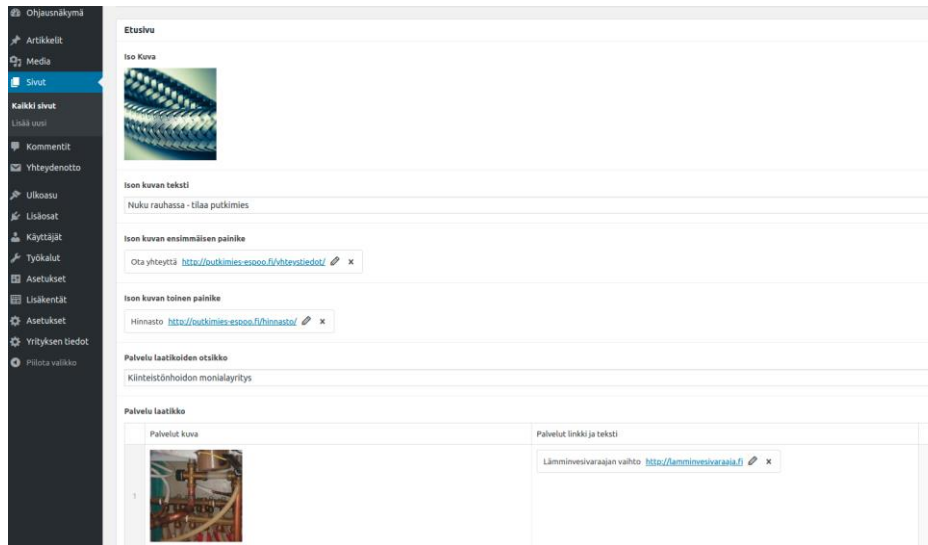 Ohjausnäkymä
Artikkelit
Media
Sivut
Kaikki sivut
Lisää uusi
Kommentit
Yhteydenotto
Ulkoasu
Lisäosat
Käyttäjät
Työkalut
Asetukset
Lisäkentät
Asetukset
Yrityksen tiedot
Piilota valikko
Etusivu
Iso Kuva
Ison kuvan teksti
Nuku rauhassa - tilaa putkimies
Ison kuvan ensimmäisen painike
Ota yhteyttä http://putkimies-espoo.fi/yhteystiedot/ x
Ison kuvan toinen painike
Hinnasto http://putkimies-espoo.fi/hinnasto/ x
Palvelu laatikoiden otsikko
Kiinteistönhoidon monialayritys
Palvelu laatikko
Palvelut kuva Palvelut linkki ja teksti
1 Lämminvesivaraajan vaihto http://lamminvesivaraaja.fi x